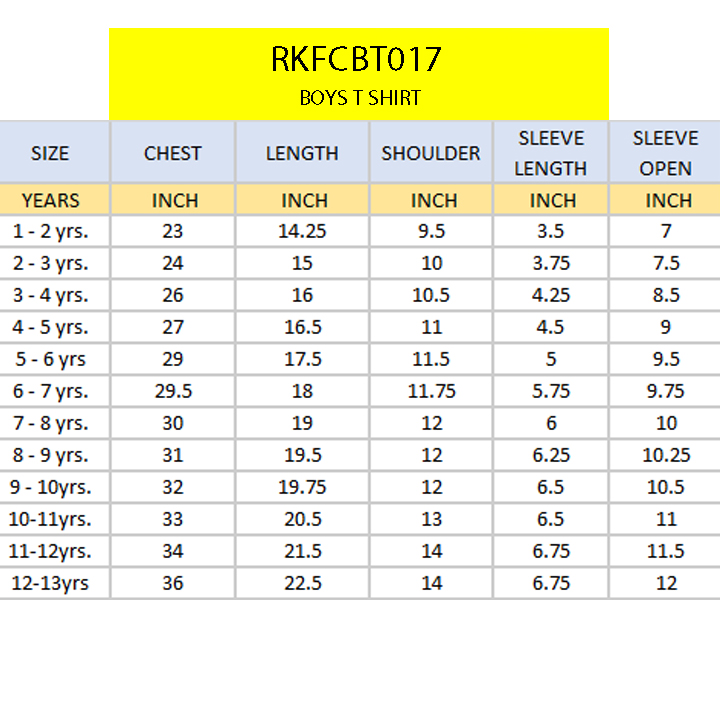 RKFCBT017
BOYS T SHIRT
SIZE CHEST LENGTH SHOULDER SLEEVE LENGTH SLEEVE OPEN
YEARS INCH INCH INCH INCH INCH
1 - 2 yrs. 23 14.25 9.5 3.5 7
2 - 3 yrs. 24 15 10 3.75 7.5
3 - 4 yrs. 26 16 10.5 4.25 8.5
4 - 5 yrs. 27 16.5 11 4.5 9
5 - 6 yrs 29 17.5 11.5 5 9.5
6 - 7 yrs. 29.5 18 11.75 5.75 9.75
7 - 8 yrs. 30 19 12 6 10
8 - 9 yrs. 31 19.5 12 6.25 10.25
9 - 10yrs. 32 19.75 12 6.5 10.5
10-11yrs. 33 20.5 13 6.5 11
11-12yrs. 34 21.5 14 6.75 11.5
12-13yrs 36 22.5 14 6.75 12